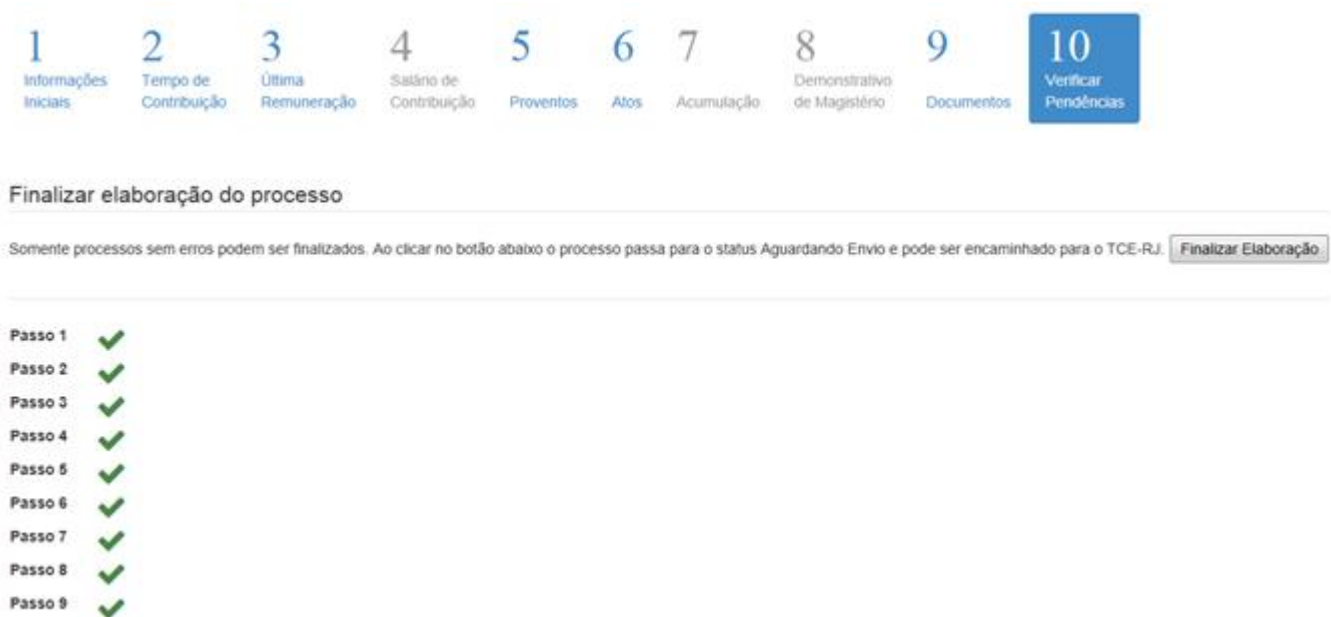 1 2 3 4 5 6 7 8 9 10
Informações Tempo de Última Salário de Demonstrativo Verificar
Iniciais Contribuição Remuneração Contribuição Proventos Atos Acumulação de Magistério Documentos Pendências
Finalizar elaboração do processo
Somente processos sem erros podem ser finalizados. Ao clicar no botão abaixo o processo passa para o status Aguardando Envio e pode ser encaminhado para o TCE-RJ. Finalizar Elaboração
Passo 1
Passo 2
Passo 3
Passo 4
Passo 5
Passo 6
Passo 7
Passo 8
Passo 9